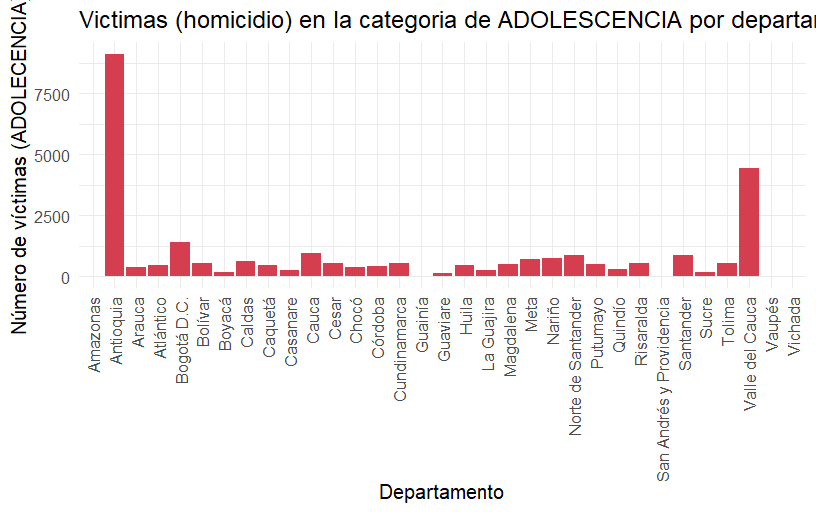 Victimas (homicidio) en la categoria de ADOLESCENCIA por departa
Número de víctimas (ADOLECENCIA)
7500
5000
2500
0
Amazonas
Antioquia
Arauca
Atlántico
Bogotá D.C.
Bolívar
Boyacá
Caldas
Caquetá
Casanare
Cauca
Cesar
Chocó
Córdoba
Cundinamarca
Guainía
Guaviare
Huila
La Guajira
Magdalena
Meta
Nariño
Norte de Santander
Putumayo
Quindío
Risaralda
San Andrés y Providencia
Santander
Sucre
Tolima
Valle del Cauca
Vaupés
Vichada
Departamento